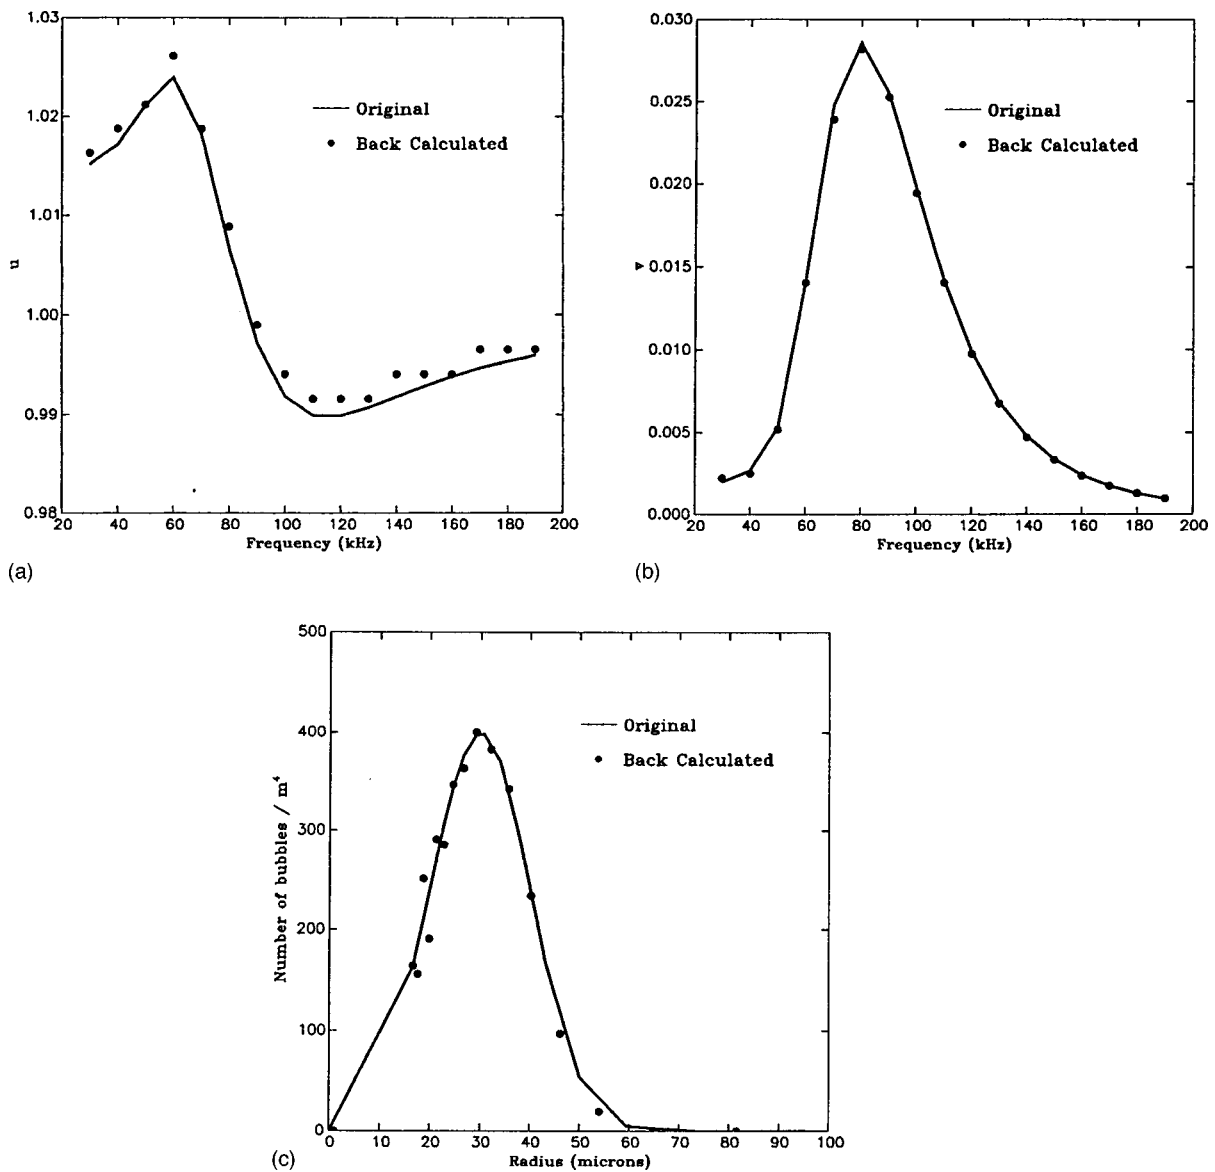 1.03
1.02
1.01
1.00
0.99
0.98
u
20 40 60 80 100 120 140 160 180 200
Frequency (kHz)
Original
Back Calculated
(a)
0.030
0.025
0.020
0.015
0.010
0.005
0.000
v
20 40 60 80 100 120 140 160 180 200
Frequency (kHz)
Original
Back Calculated
(b)
500
400
300
200
100
0
Number of bubbles / m⁴
0 10 20 30 40 50 60 70 80 90 100
Radius (microns)
Original
Back Calculated
(c)